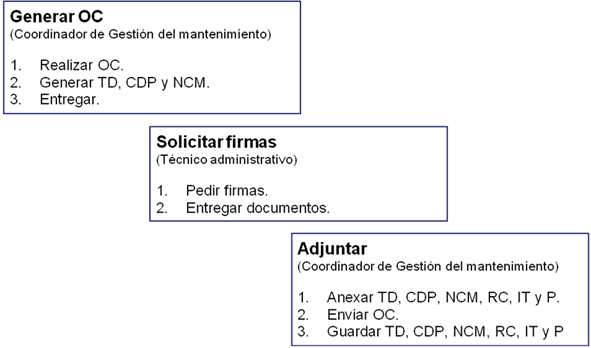 Generar OC
(Coordinador de Gestión del mantenimiento)
1. Realizar OC.
2. Generar TD, CDP y NCM.
3. Entregar.
Solicitar firmas
(Técnico administrativo)
1. Pedir firmas.
2. Entregar documentos.
Adjuntar
(Coordinador de Gestión del mantenimiento)
1. Anexar TD, CDP, NCM, RC, IT y P.
2. Enviar OC.
3. Guardar TD, CDP, NCM, RC, IT y P